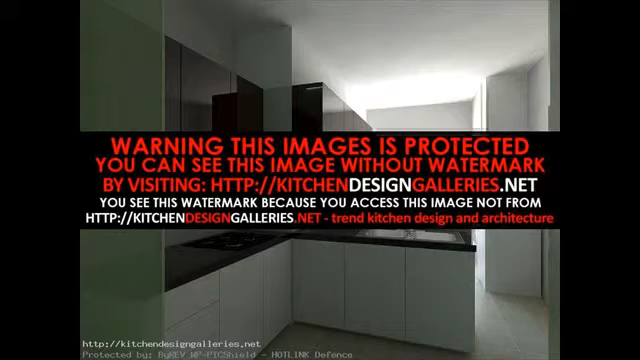 WARNING THIS IMAGES IS PROTECTED
YOU CAN SEE THIS IMAGE WITHOUT WATERMARK
BY VISITING: HTTP://KITCHENDESIGNGALLERIES.NET
YOU SEE THIS WATERMARK BECAUSE YOU ACCESS THIS IMAGE NOT FROM
HTTP://KITCHENDESIGNGALLERIES.NET - trend kitchen design and architecture
http://kitchendesigngalleries.net
Protected by: ByREV WP-PICShield - HOTLINK Defence